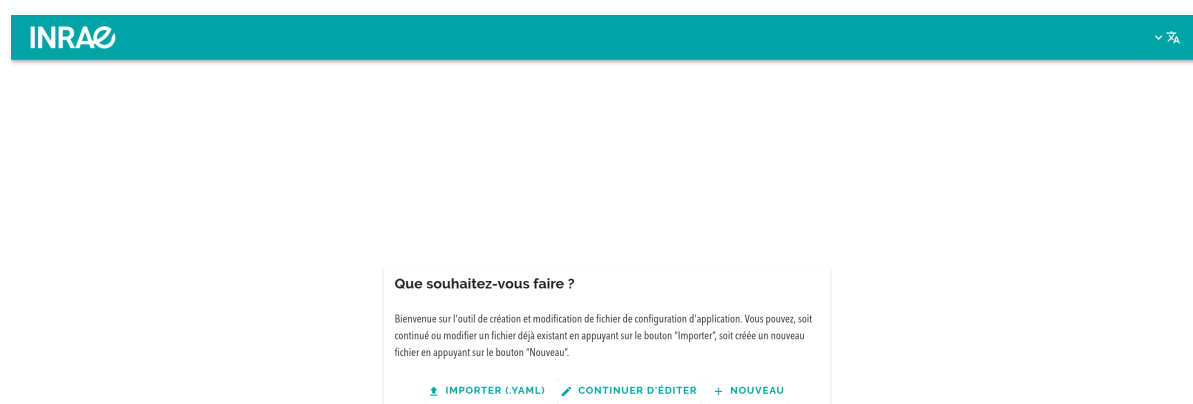 INRAE
Que souhaitez-vous faire ?
Bienvenue sur l'outil de création et modification de fichier de configuration d'application. Vous pouvez, soit
continué ou modifier un fichier déjà existant en appuyant sur le bouton "Importer", soit créée un nouveau
fichier en appuyant sur le bouton "Nouveau".
IMPORTER (.YAML) CONTINUER D'ÉDITER + NOUVEAU